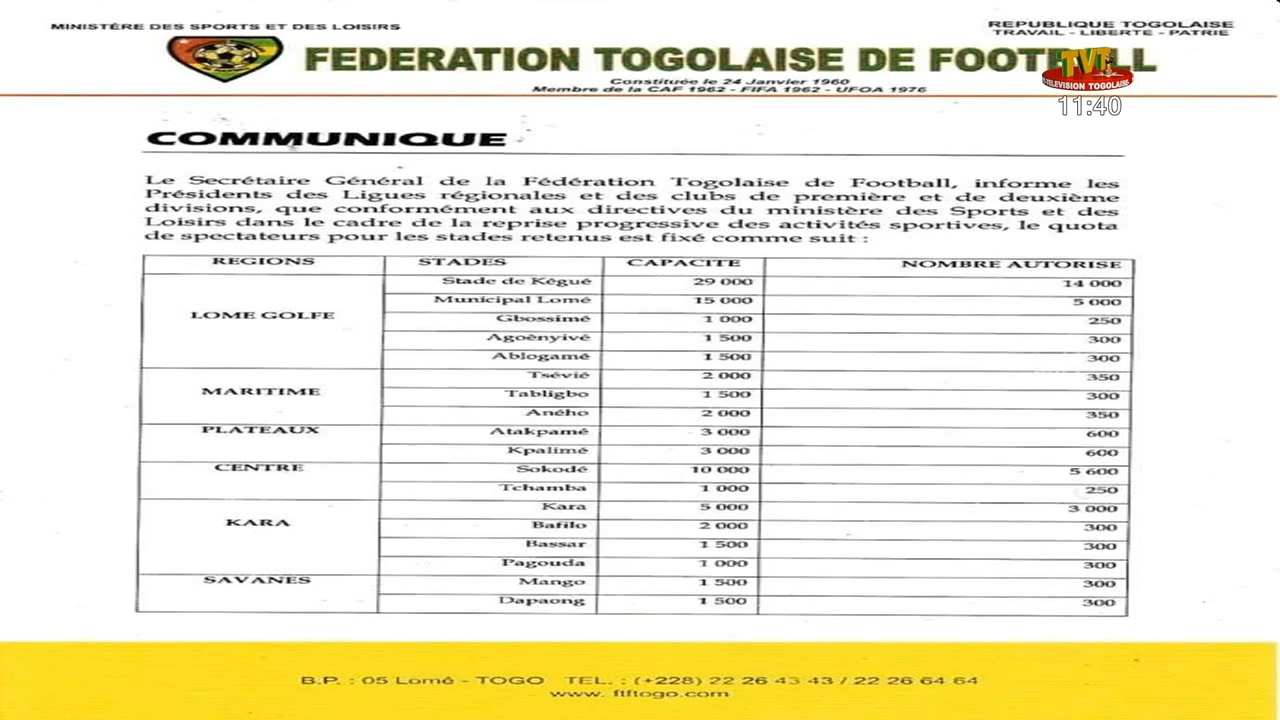 MINISTÈRE DES SPORTS ET DES LOISIRS
REPUBLIQUE TOGOLAISE
TRAVAIL - LIBERTE - PATRIE
FEDERATION TOGOLAISE DE FOOTBALL
Constituée le 24 Janvier 1960
Membre de la CAF 1962 - FIFA 1962 - UFOA 1976
TVT
TELEVISION TOGOLAISE
11:40
COMMUNIQUE
Le Secrétaire Général de la Fédération Togolaise de Football, informe les
Présidents des Ligues régionales et des clubs de première et de deuxième
divisions, que conformément aux directives du ministère des Sports et des
Loisirs dans le cadre de la reprise progressive des activités sportives, le quota
de spectateurs pour les stades retenus est fixé comme suit :
REGIONS STADES CAPACITE NOMBRE AUTORISE
LOME GOLFE Stade de Kégué 29 000 14 000
Municipal Lomé 15 000 5 000
Gbossimé 1 000 250
Agoènyivé 1 500 300
Ablogamé 1 500 300
MARITIME Tsévié 2 000 350
Tabligbo 1 500 300
Aného 2 000 350
PLATEAUX Atakpamé 3 000 600
Kpalimé 3 000 600
CENTRE Sokodé 10 000 5 600
Tchamba 1 000 250
KARA Kara 5 000 3 000
Bafilo 2 000 300
Bassar 1 500 300
Pagouda 1 000 300
SAVANES Mango 1 500 300
Dapaong 1 500 300
B.P. : 05 Lomé - TOGO TEL. : (+228) 22 26 43 43 / 22 26 64 64
www. ftftogo.com